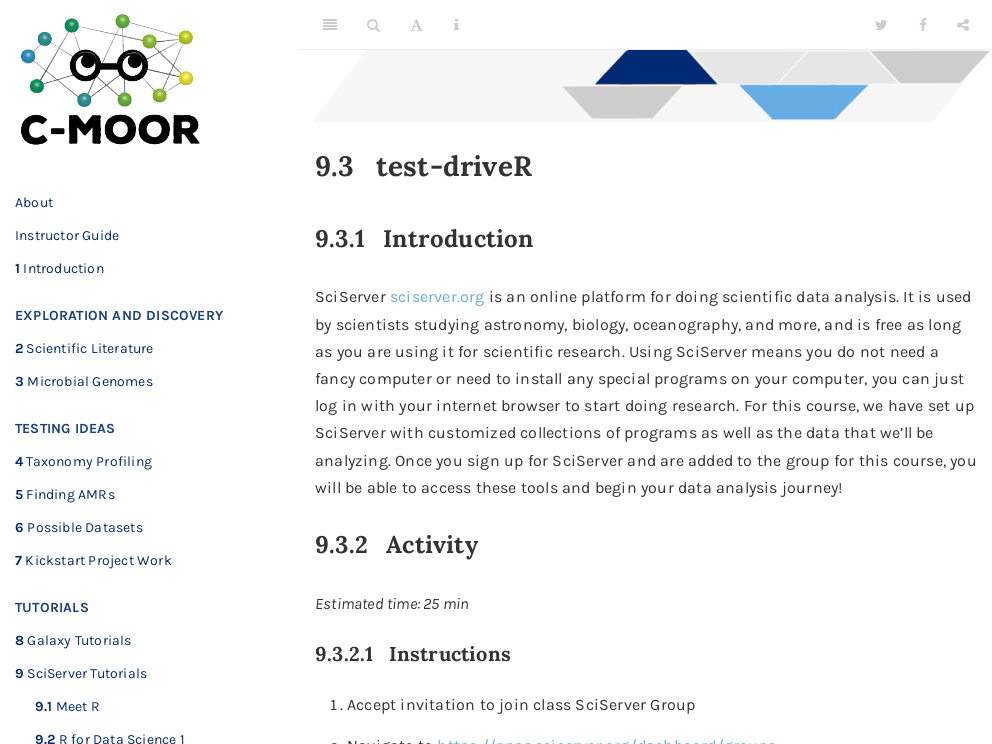 C-MOOR
About
Instructor Guide
1 Introduction
EXPLORATION AND DISCOVERY
2 Scientific Literature
3 Microbial Genomes
TESTING IDEAS
4 Taxonomy Profiling
5 Finding AMRs
6 Possible Datasets
7 Kickstart Project Work
TUTORIALS
8 Galaxy Tutorials
9 SciServer Tutorials
9.1 Meet R
9.2 R for Data Science 1
9.3 test-driveR
9.3.1 Introduction
SciServer sciserver.org is an online platform for doing scientific data analysis. It is used
by scientists studying astronomy, biology, oceanography, and more, and is free as long
as you are using it for scientific research. Using SciServer means you do not need a
fancy computer or need to install any special programs on your computer, you can just
log in with your internet browser to start doing research. For this course, we have set up
SciServer with customized collections of programs as well as the data that we’ll be
analyzing. Once you sign up for SciServer and are added to the group for this course, you
will be able to access these tools and begin your data analysis journey!
9.3.2 Activity
Estimated time: 25 min
9.3.2.1 Instructions
1. Accept invitation to join class SciServer Group
2. Navigate to https://apps.sciserver.org/dashboard/groups